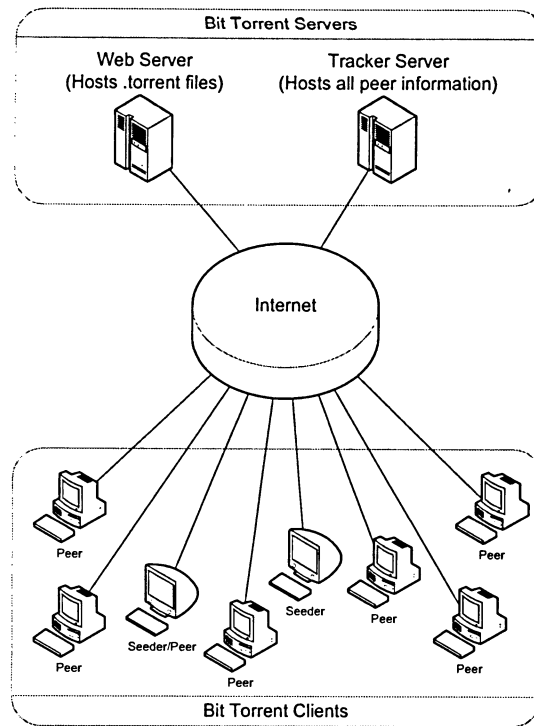 Bit Torrent Servers
Web Server
(Hosts .torrent files)
Tracker Server
(Hosts all peer information)
Internet
Peer
Peer
Seeder
Peer
Seeder/Peer
Peer
Peer
Peer
Bit Torrent Clients